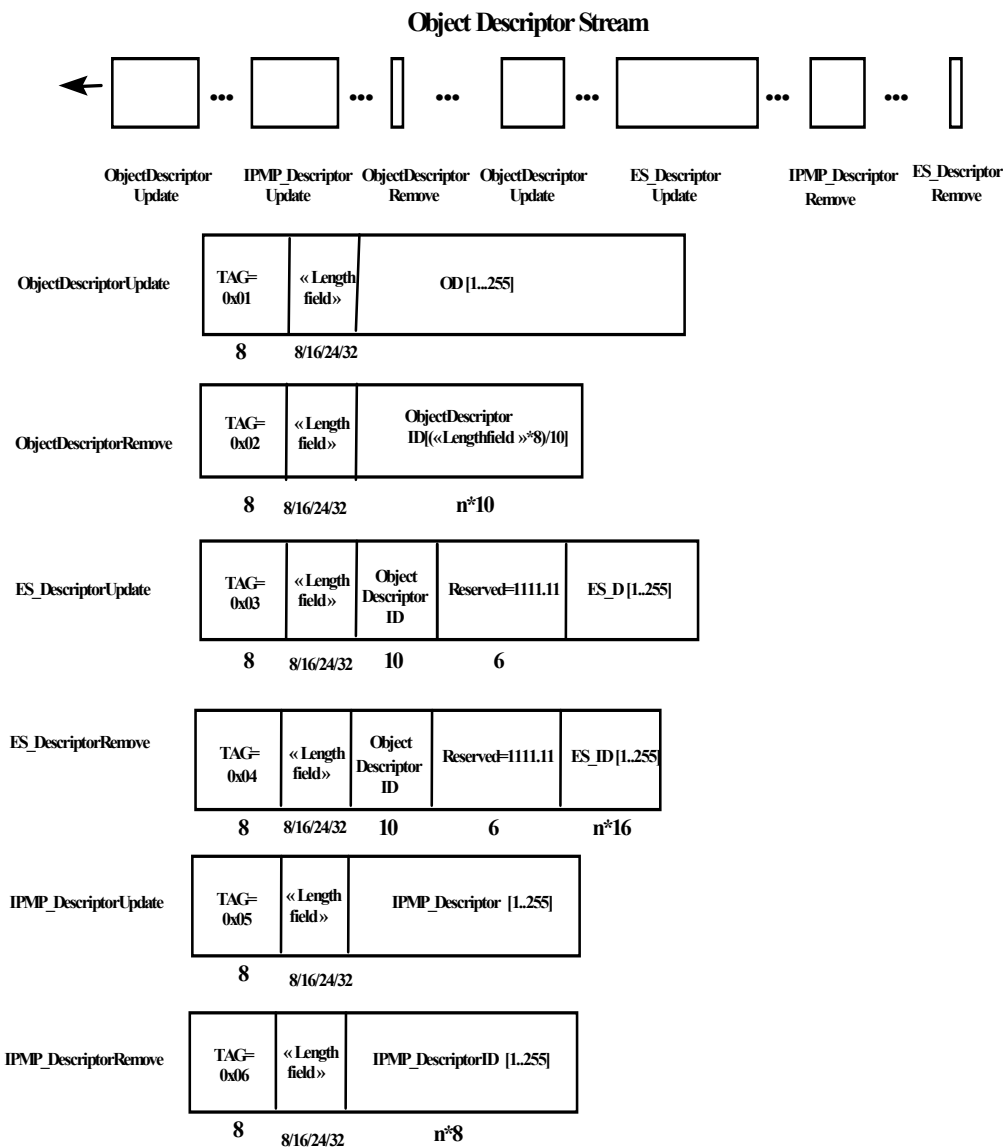 Object Descriptor Stream
••• ••• ••• ••• ••• •••
ObjectDescriptor IPMP_Descriptor ObjectDescriptor ObjectDescriptor ES_Descriptor IPMP_Descriptor ES_Descriptor
Update Update Remove Update Update Remove Remove
ObjectDescriptorUpdate
TAG=
0x01
« Length
field »
OD [1...255]
8
8/16/24/32
ObjectDescriptorRemove
TAG=
0x02
« Length
field »
ObjectDescriptor
ID[(« Lengthfield »*8)/10]
8
8/16/24/32
n*10
ES_DescriptorUpdate
TAG=
0x03
« Length
field »
Object
Descriptor
ID
Reserved=1111.11
ES_D [1..255]
8
8/16/24/32
10
6
ES_DescriptorRemove
TAG=
0x04
« Length
field »
Object
Descriptor
ID
Reserved=1111.11
ES_ID [1..255]
8
8/16/24/32
10
6
n*16
IPMP_DescriptorUpdate
TAG=
0x05
« Length
field »
IPMP_Descriptor [1..255]
8
8/16/24/32
IPMP_DescriptorRemove
TAG=
0x06
« Length
field »
IPMP_DescriptorID [1..255]
8
8/16/24/32
n*8